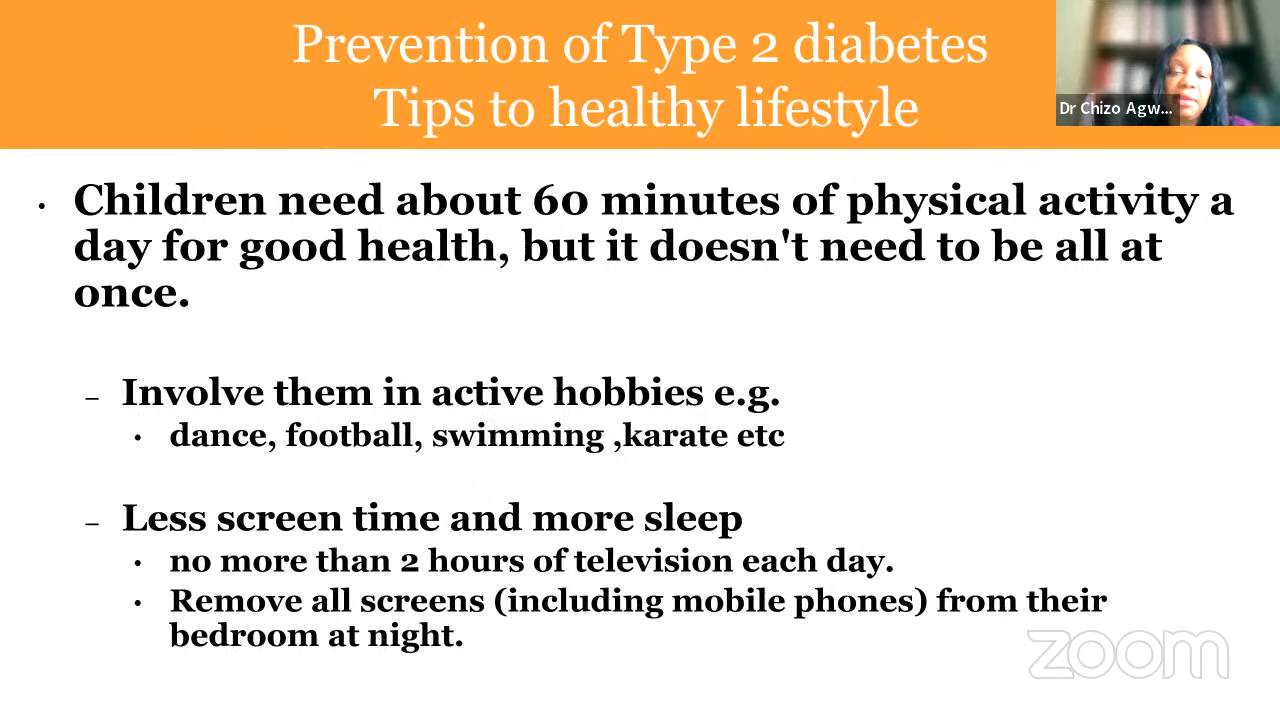 Prevention of Type 2 diabetes
Tips to healthy lifestyle
Dr Chizo Agw...
• Children need about 60 minutes of physical activity a
day for good health, but it doesn't need to be all at
once.
– Involve them in active hobbies e.g.
• dance, football, swimming ,karate etc
– Less screen time and more sleep
• no more than 2 hours of television each day.
• Remove all screens (including mobile phones) from their
bedroom at night.
zoom